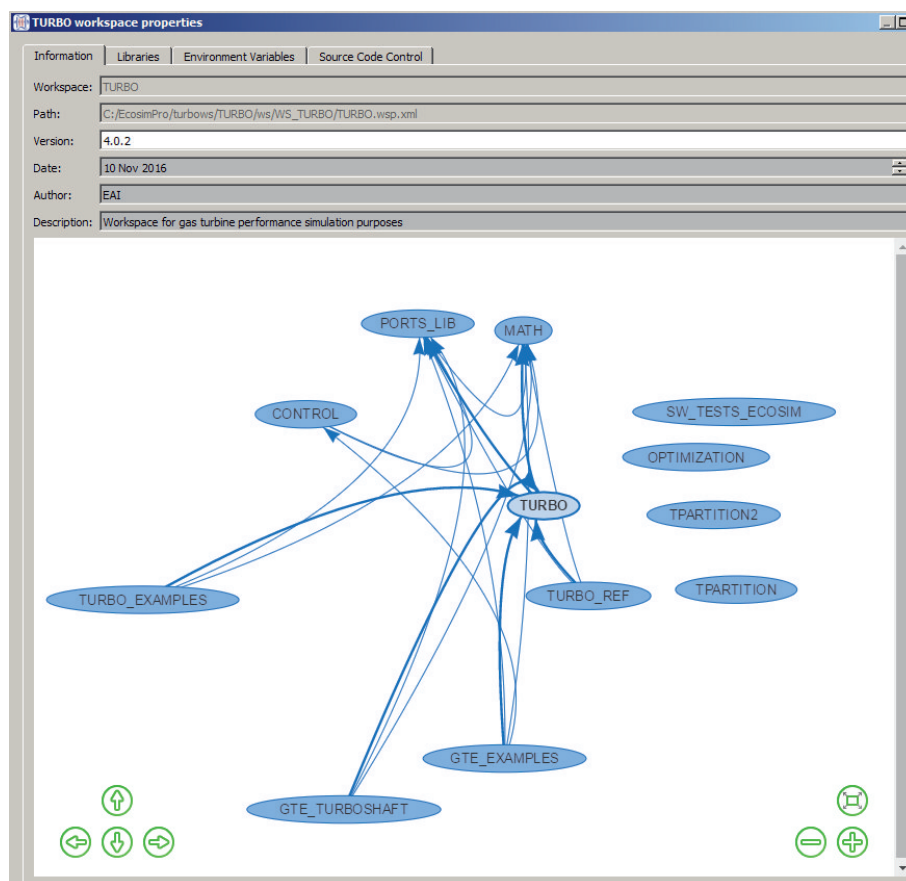 TURBO workspace properties
Information Libraries Environment Variables Source Code Control
Workspace: TURBO
Path: C:/EcosimPro/turbows/TURBO/ws/WS_TURBO/TURBO.wsp.xml
Version: 4.0.2
Date: 10 Nov 2016
Author: EAI
Description: Workspace for gas turbine performance simulation purposes
PORTS_LIB MATH
CONTROL SW_TESTS_ECOSIM
OPTIMIZATION
TURBO TPARTITION2
TURBO_EXAMPLES TURBO_REF TPARTITION
GTE_EXAMPLES
GTE_TURBOSHAFT